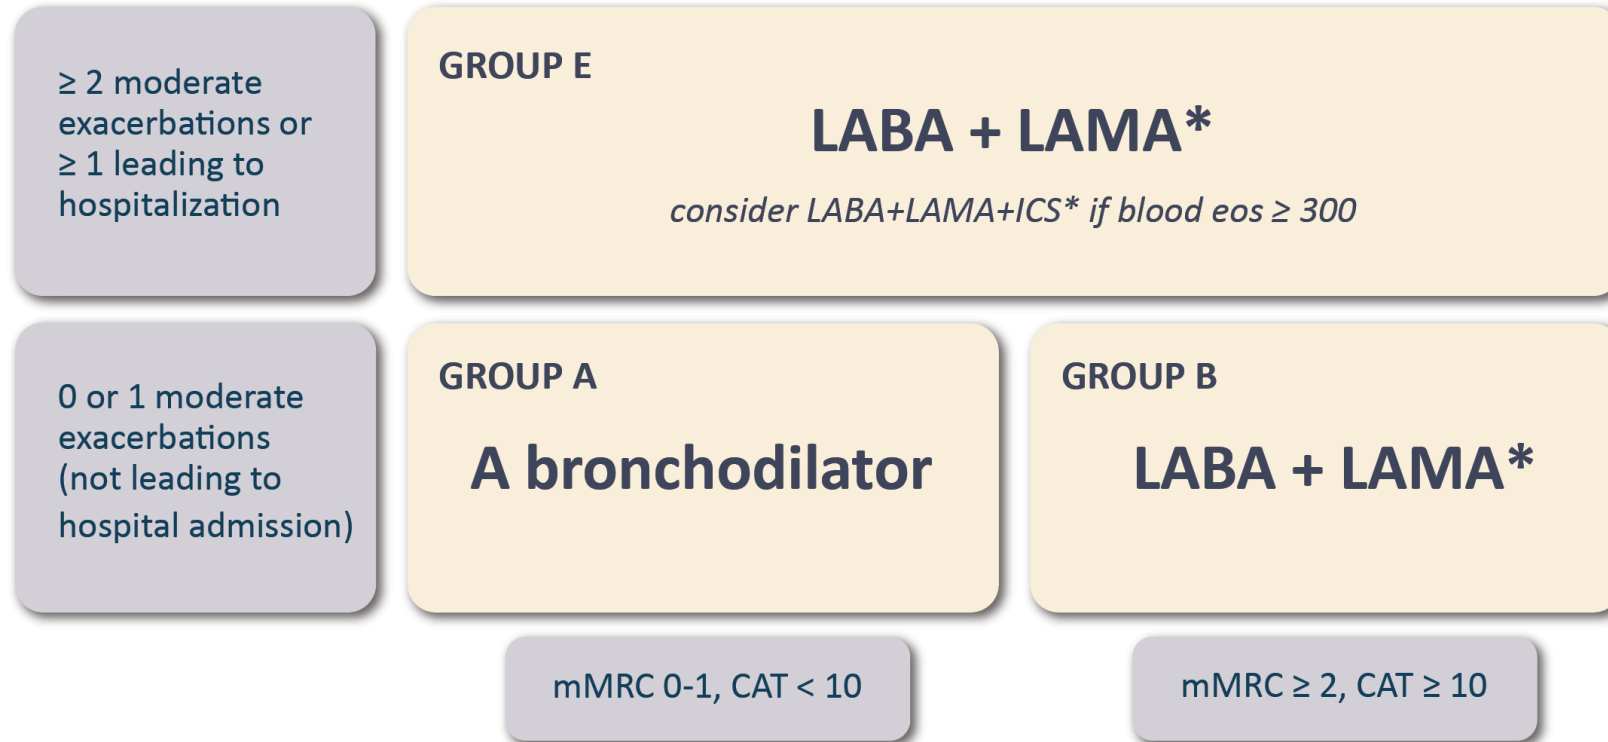 ≥ 2 moderate
exacerbations or
≥ 1 leading to
hospitalization
GROUP E
LABA + LAMA*
consider LABA+LAMA+ICS* if blood eos ≥ 300
0 or 1 moderate
exacerbations
(not leading to
hospital admission)
GROUP A
A bronchodilator
GROUP B
LABA + LAMA*
mMRC 0-1, CAT < 10
mMRC ≥ 2, CAT ≥ 10